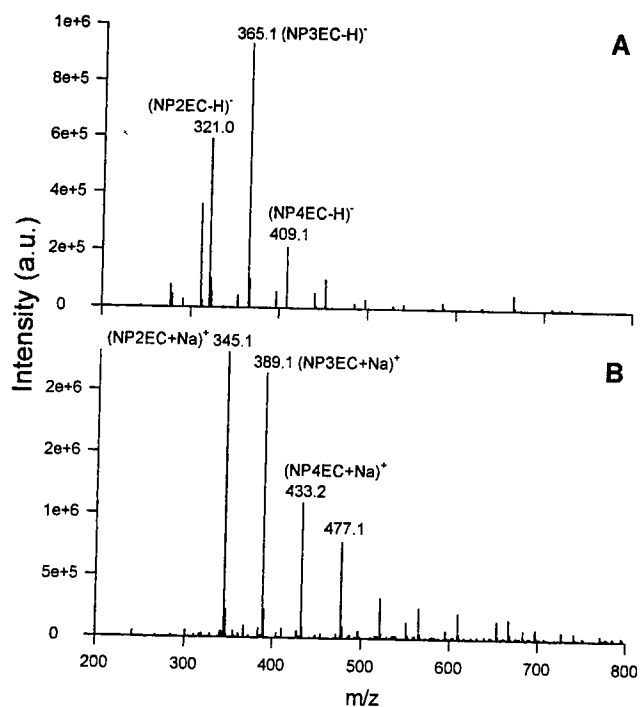 1e+6
365.1 (NP3EC-H)⁻
A
8e+5
(NP2EC-H)⁻
321.0
6e+5
4e+5
(NP4EC-H)⁻
409.1
2e+5
0
Intensity (a.u.)
(NP2EC+Na)⁺ 345.1
389.1 (NP3EC+Na)⁺
B
2e+6
2e+6
(NP4EC+Na)⁺
433.2
1e+6
477.1
5e+5
0
200 300 400 500 600 700 800
m/z